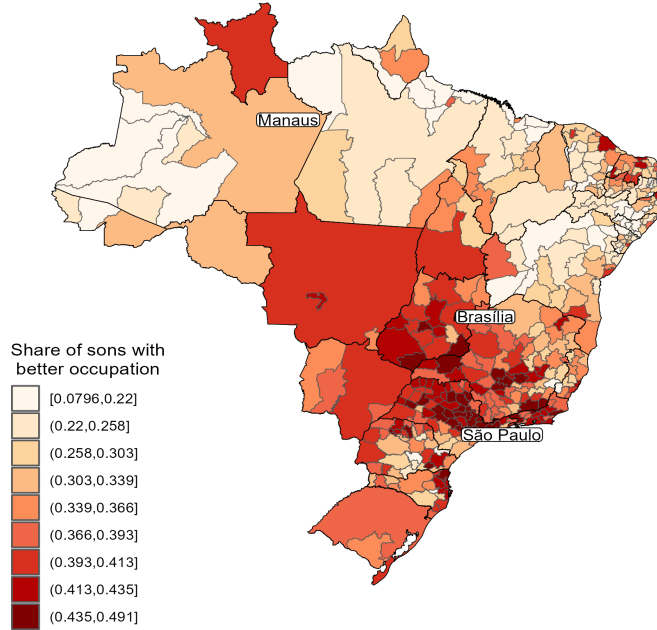 Manaus
Brasília
São Paulo
Share of sons with
better occupation
[0.0796,0.22]
(0.22,0.258]
(0.258,0.303]
(0.303,0.339]
(0.339,0.366]
(0.366,0.393]
(0.393,0.413]
(0.413,0.435]
(0.435,0.491]